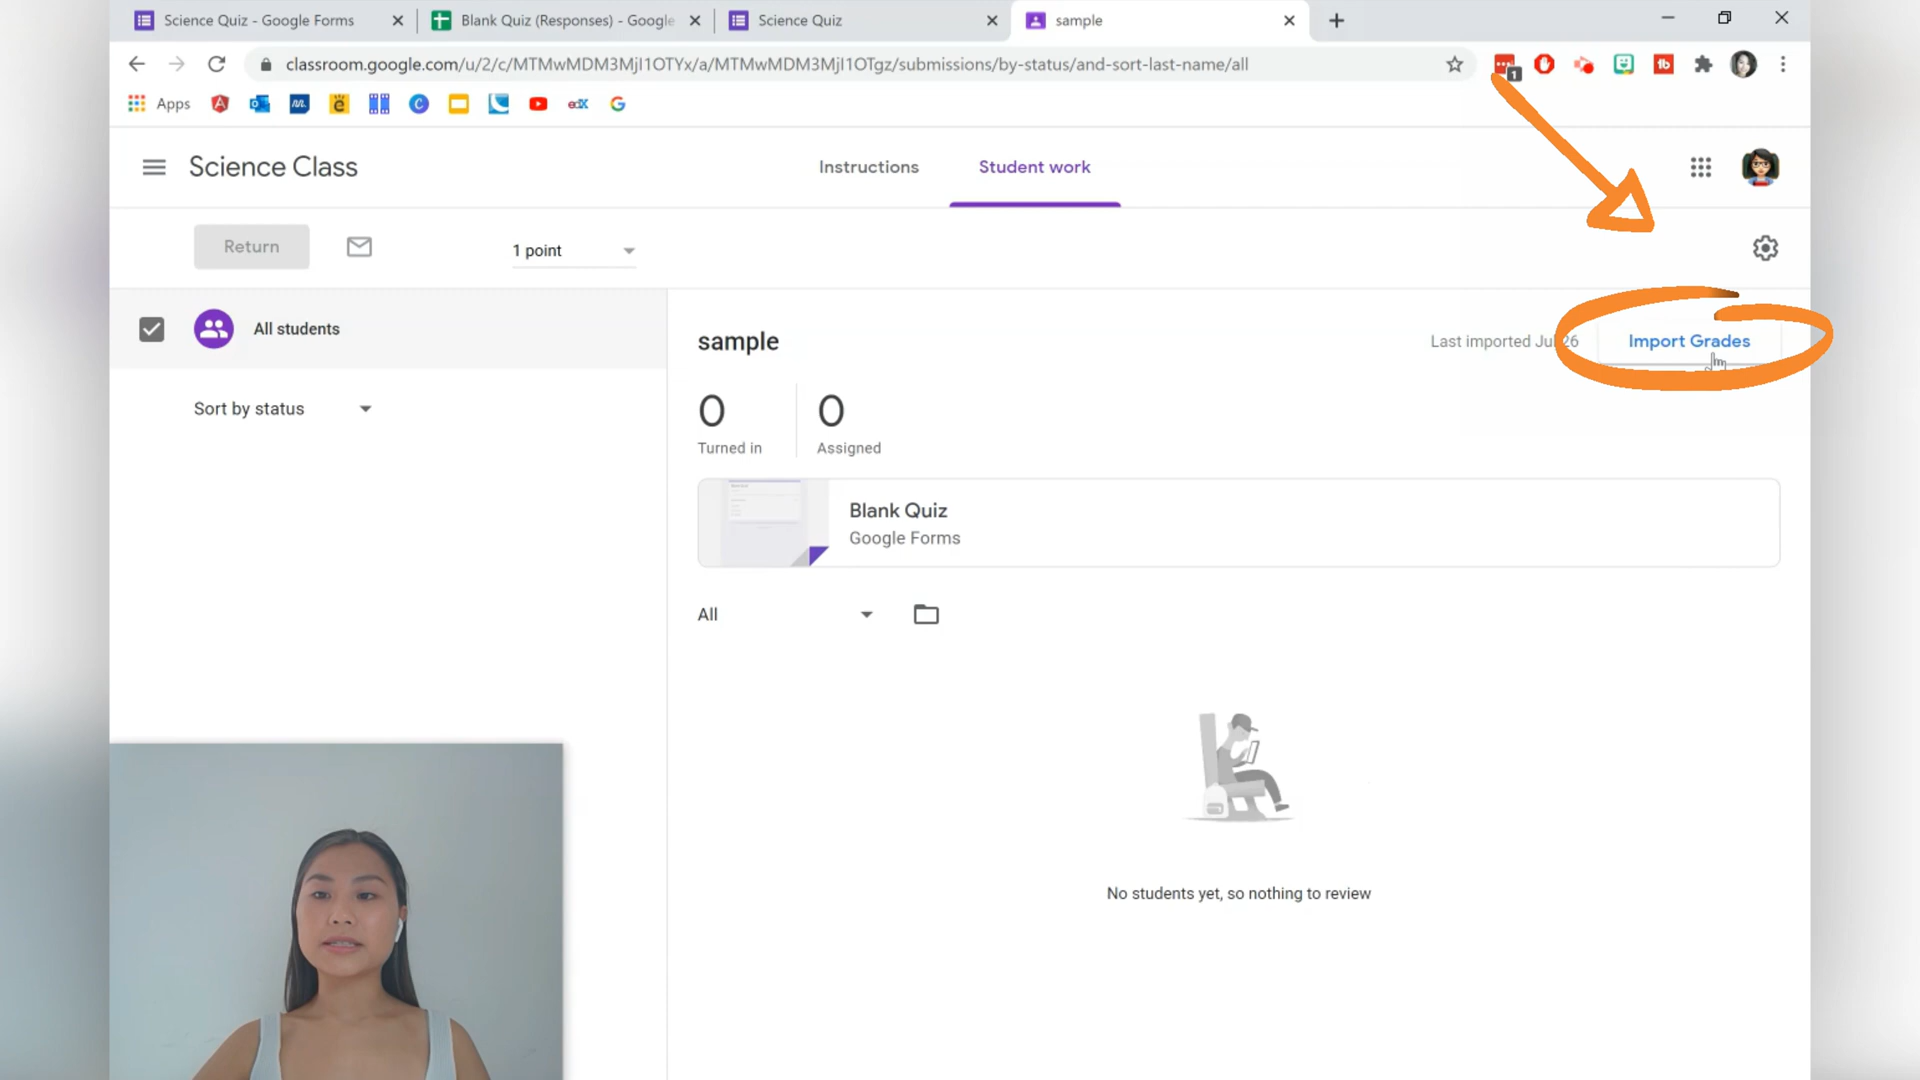 Science Quiz - Google Forms
Blank Quiz (Responses) - Google
Science Quiz
sample
classroom.google.com/u/2/c/MTMwMDM3MjI1OTYx/a/MTMwMDM3MjI1OTgz/submissions/by-status/and-sort-last-name/all
1
Apps
edX
Science Class
Instructions
Student work
Return
1 point
All students
sample
Last imported Jul 26
Import Grades
Sort by status
0
Turned in
0
Assigned
Blank Quiz
Google Forms
All
No students yet, so nothing to review